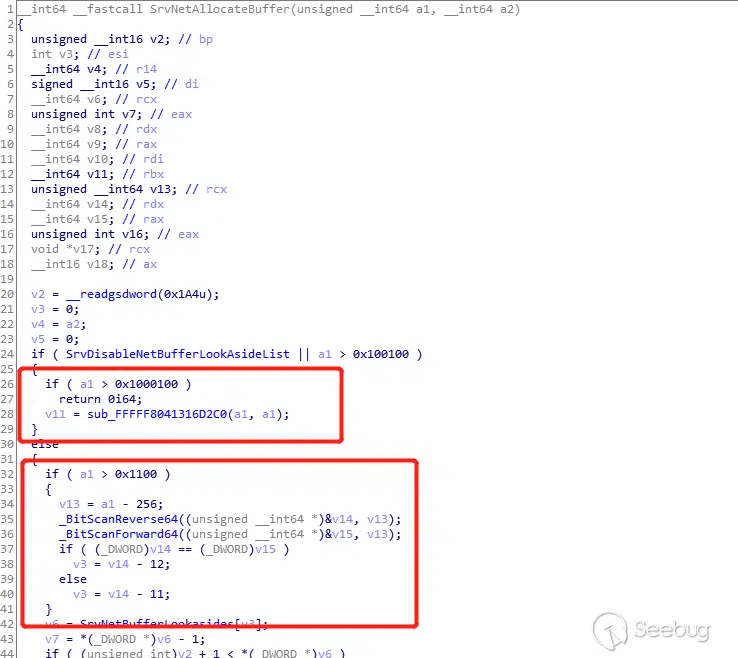 1 __int64 __fastcall SrvNetAllocateBuffer(unsigned __int64 a1, __int64 a2)
2 {
3 unsigned __int16 v2; // bp
4 int v3; // esi
5 __int64 v4; // r14
6 signed __int16 v5; // di
7 __int64 v6; // rcx
8 unsigned int v7; // eax
9 __int64 v8; // rdx
10 __int64 v9; // rax
11 __int64 v10; // rdi
12 __int64 v11; // rbx
13 unsigned __int64 v13; // rcx
14 __int64 v14; // rdx
15 __int64 v15; // rax
16 unsigned int v16; // eax
17 void *v17; // rcx
18 __int16 v18; // ax
19
20 v2 = __readgsdword(0x1A4u);
21 v3 = 0;
22 v4 = a2;
23 v5 = 0;
24 if ( SrvDisableNetBufferLookAsideList || a1 > 0x100100 )
25 {
26 if ( a1 > 0x1000100 )
27 return 0i64;
28 v11 = sub_FFFFF8041316D2C0(a1, a1);
29 }
30 else
31 {
32 if ( a1 > 0x1100 )
33 {
34 v13 = a1 - 256;
35 _BitScanReverse64((unsigned __int64 *)&v14, v13);
36 _BitScanForward64((unsigned __int64 *)&v15, v13);
37 if ( (_DWORD)v14 == (_DWORD)v15 )
38 v3 = v14 - 12;
39 else
40 v3 = v14 - 11;
41 }
42 v6 = SrvNetBufferLookasides[v3];
43 v7 = *(_DWORD *)v6 - 1;
44 if ( (unsigned int)v2 + 1 < *(_DWORD *)v6 )
Seebug